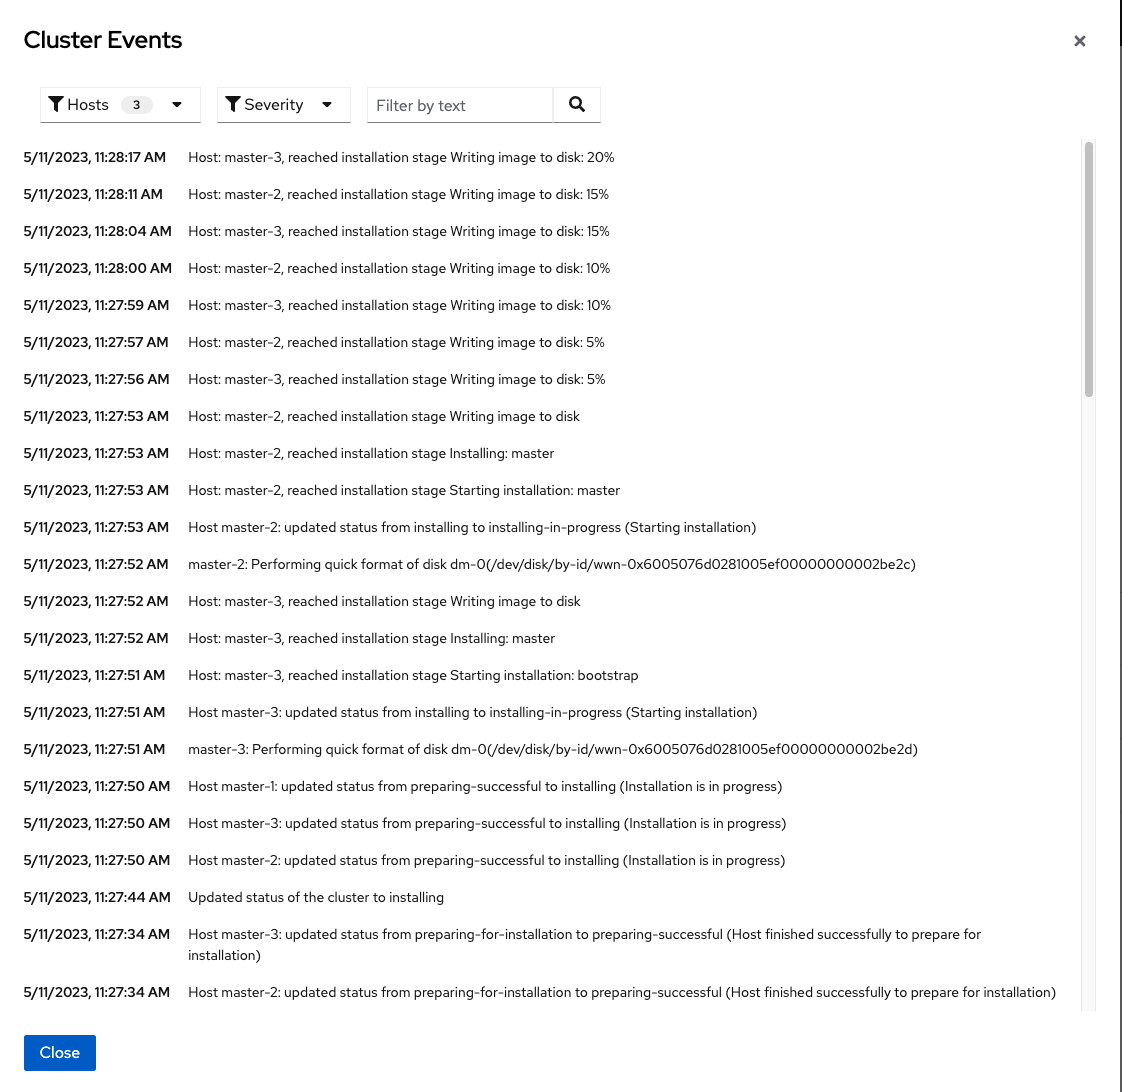 Cluster Events
Hosts 3 Severity Filter by text
5/11/2023, 11:28:17 AM Host: master-3, reached installation stage Writing image to disk: 20%
5/11/2023, 11:28:11 AM Host: master-2, reached installation stage Writing image to disk: 15%
5/11/2023, 11:28:04 AM Host: master-3, reached installation stage Writing image to disk: 15%
5/11/2023, 11:28:00 AM Host: master-2, reached installation stage Writing image to disk: 10%
5/11/2023, 11:27:59 AM Host: master-3, reached installation stage Writing image to disk: 10%
5/11/2023, 11:27:57 AM Host: master-2, reached installation stage Writing image to disk: 5%
5/11/2023, 11:27:56 AM Host: master-3, reached installation stage Writing image to disk: 5%
5/11/2023, 11:27:53 AM Host: master-2, reached installation stage Writing image to disk
5/11/2023, 11:27:53 AM Host: master-2, reached installation stage Installing: master
5/11/2023, 11:27:53 AM Host: master-2, reached installation stage Starting installation: master
5/11/2023, 11:27:53 AM Host master-2: updated status from installing to installing-in-progress (Starting installation)
5/11/2023, 11:27:52 AM master-2: Performing quick format of disk dm-0(/dev/disk/by-id/wwn-0x6005076d0281005ef00000000002be2c)
5/11/2023, 11:27:52 AM Host: master-3, reached installation stage Writing image to disk
5/11/2023, 11:27:52 AM Host: master-3, reached installation stage Installing: master
5/11/2023, 11:27:51 AM Host: master-3, reached installation stage Starting installation: bootstrap
5/11/2023, 11:27:51 AM Host master-3: updated status from installing to installing-in-progress (Starting installation)
5/11/2023, 11:27:51 AM master-3: Performing quick format of disk dm-0(/dev/disk/by-id/wwn-0x6005076d0281005ef00000000002be2d)
5/11/2023, 11:27:50 AM Host master-1: updated status from preparing-successful to installing (Installation is in progress)
5/11/2023, 11:27:50 AM Host master-3: updated status from preparing-successful to installing (Installation is in progress)
5/11/2023, 11:27:50 AM Host master-2: updated status from preparing-successful to installing (Installation is in progress)
5/11/2023, 11:27:44 AM Updated status of the cluster to installing
5/11/2023, 11:27:34 AM Host master-3: updated status from preparing-for-installation to preparing-successful (Host finished successfully to prepare for
installation)
5/11/2023, 11:27:34 AM Host master-2: updated status from preparing-for-installation to preparing-successful (Host finished successfully to prepare for installation)
Close